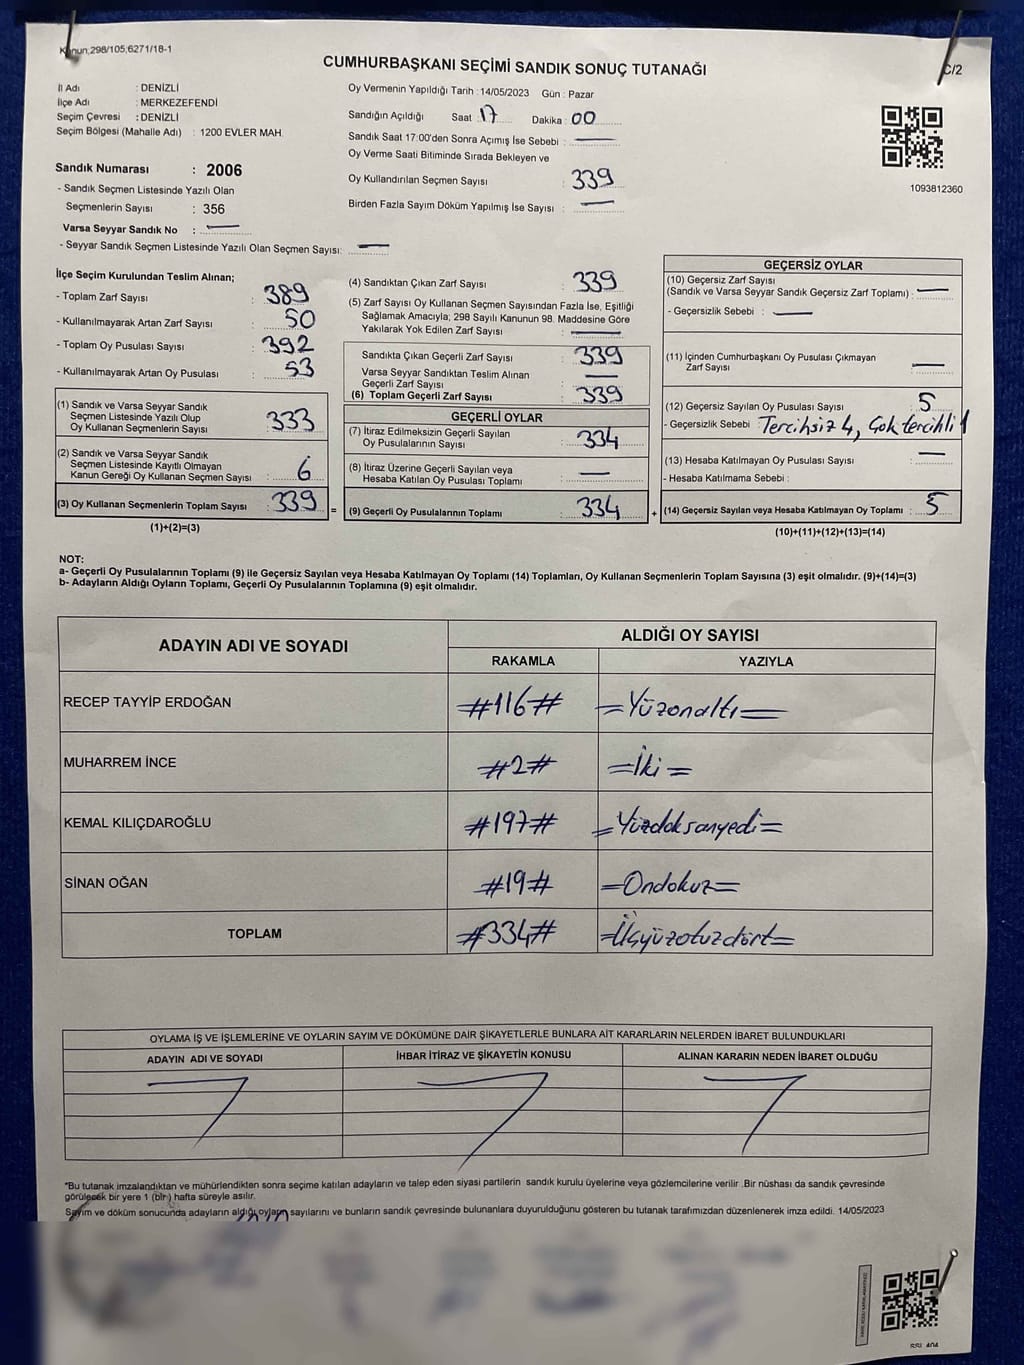 Kanun;298/105;6271/18-1
CUMHURBAŞKANI SEÇİMİ SANDIK SONUÇ TUTANAĞI
C/2
İl Adı : DENİZLİ
İlçe Adı : MERKEZEFENDİ
Seçim Çevresi : DENİZLİ
Seçim Bölgesi (Mahalle Adı) : 1200 EVLER MAH.
Oy Vermenin Yapıldığı Tarih : 14/05/2023 Gün : Pazar
Sandığın Açıldığı Saat : 17 Dakika : 00
Sandık Saat 17:00'den Sonra Açımış İse Sebebi :
Oy Verme Saati Bitiminde Sırada Bekleyen ve
Oy Kullandırılan Seçmen Sayısı : 339
Birden Fazla Sayım Döküm Yapılmış İse Sayısı :
1093812360
Sandık Numarası : 2006
- Sandık Seçmen Listesinde Yazılı Olan
Seçmenlerin Sayısı : 356
Varsa Seyyar Sandık No :
- Seyyar Sandık Seçmen Listesinde Yazılı Olan Seçmen Sayısı:
İlçe Seçim Kurulundan Teslim Alınan;
- Toplam Zarf Sayısı : 389
- Kullanılmayarak Artan Zarf Sayısı : 50
- Toplam Oy Pusulası Sayısı : 392
- Kullanılmayarak Artan Oy Pusulası : 53
(1) Sandık ve Varsa Seyyar Sandık
Seçmen Listesinde Yazılı Olup
Oy Kullanan Seçmenlerin Sayısı : 333
(2) Sandık ve Varsa Seyyar Sandık
Seçmen Listesinde Kayıtlı Olmayan
Kanun Gereği Oy Kullanan Seçmen Sayısı : 6
(3) Oy Kullanan Seçmenlerin Toplam Sayısı : 339 =
(1)+(2)=(3)
(4) Sandıktan Çıkan Zarf Sayısı : 339
(5) Zarf Sayısı Oy Kullanan Seçmen Sayısından Fazla İse, Eşitliği
Sağlamak Amacıyla; 298 Sayılı Kanunun 98. Maddesine Göre
Yakılarak Yok Edilen Zarf Sayısı :
Sandıkta Çıkan Geçerli Zarf Sayısı : 339
Varsa Seyyar Sandıktan Teslim Alınan
Geçerli Zarf Sayısı :
(6) Toplam Geçerli Zarf Sayısı : 339
GEÇERLİ OYLAR
(7) İtiraz Edilmeksizin Geçerli Sayılan
Oy Pusulalarının Sayısı : 334
(8) İtiraz Üzerine Geçerli Sayılan veya
Hesaba Katılan Oy Pusulası Toplamı :
(9) Geçerli Oy Pusulalarının Toplamı : 334 +
GEÇERSİZ OYLAR
(10) Geçersiz Zarf Sayısı
(Sandık ve Varsa Seyyar Sandık Geçersiz Zarf Toplamı) :
- Geçersizlik Sebebi :
(11) İçinden Cumhurbaşkanı Oy Pusulası Çıkmayan
Zarf Sayısı :
(12) Geçersiz Sayılan Oy Pusulası Sayısı : 5
- Geçersizlik Sebebi : Tercihsiz 4, Çok tercihli 1
(13) Hesaba Katılmayan Oy Pusulası Sayısı :
- Hesaba Katılmama Sebebi :
(14) Geçersiz Sayılan veya Hesaba Katılmayan Oy Toplamı : 5
(10)+(11)+(12)+(13)=(14)
NOT:
a- Geçerli Oy Pusulalarının Toplamı (9) ile Geçersiz Sayılan veya Hesaba Katılmayan Oy Toplamı (14) Toplamları, Oy Kullanan Seçmenlerin Toplam Sayısına (3) eşit olmalıdır. (9)+(14)=(3)
b- Adayların Aldığı Oyların Toplamı, Geçerli Oy Pusulalarının Toplamına (9) eşit olmalıdır.
ADAYIN ADI VE SOYADI
ALDIĞI OY SAYISI
RAKAMLA YAZIYLA
RECEP TAYYİP ERDOĞAN #116# =Yüzonaltı=
MUHARREM İNCE #2# =İki=
KEMAL KILIÇDAROĞLU #197# =Yüzdoksanyedi=
SİNAN OĞAN #19# =Ondokuz=
TOPLAM #334# =Üçyüzotuzdört=
OYLAMA İŞ VE İŞLEMLERİNE VE OYLARIN SAYIM VE DÖKÜMÜNE DAİR ŞİKAYETLERLE BUNLARA AİT KARARLARIN NELERDEN İBARET BULUNDUKLARI
ADAYIN ADI VE SOYADI İHBAR İTİRAZ VE ŞİKAYETİN KONUSU ALINAN KARARIN NEDEN İBARET OLDUĞU
*Bu tutanak imzalandıktan ve mühürlendikten sonra seçime katılan adayların ve talep eden siyasi partilerin sandık kurulu üyelerine veya gözlemcilerine verilir .Bir nüshası da sandık çevresinde
görülecek bir yere 1 (bir ) hafta süreyle asılır.
Sayım ve döküm sonucunda adayların aldığı oyların sayılarını ve bunların sandık çevresinde bulunanlara duyurulduğunu gösteren bu tutanak tarafımızdan düzenlenerek imza edildi. 14/05/2023